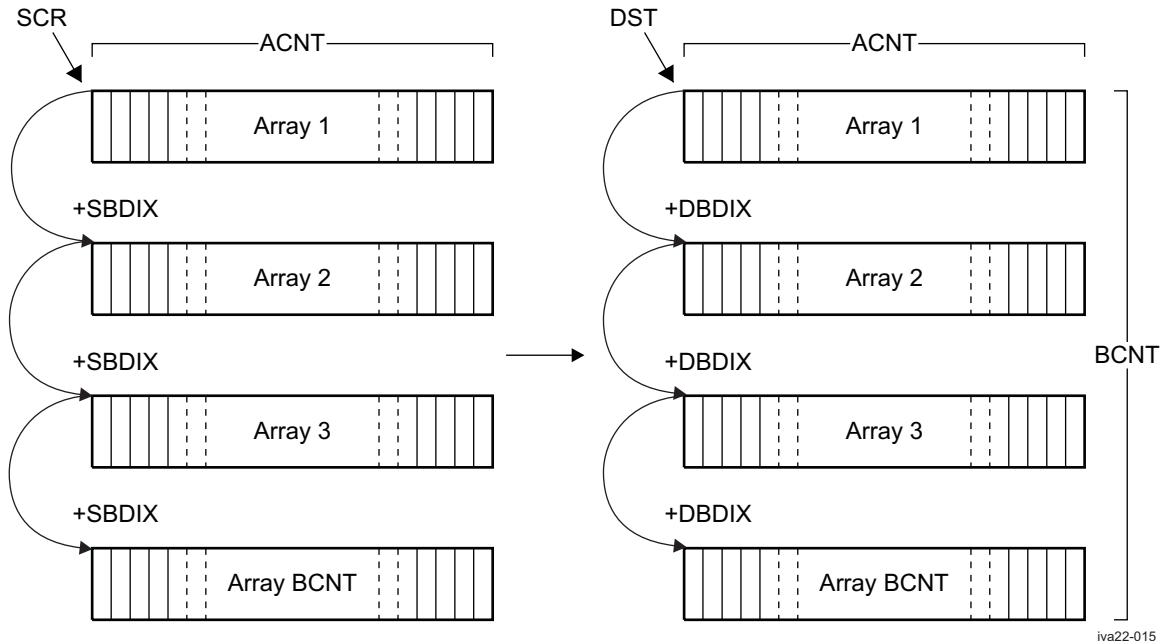 SCR
DST
ACNT
ACNT
Array 1
Array 1
+SBDIX
+DBDIX
Array 2
Array 2
+SBDIX
+DBDIX
BCNT
Array 3
Array 3
+SBDIX
+DBDIX
Array BCNT
Array BCNT
iva22-015